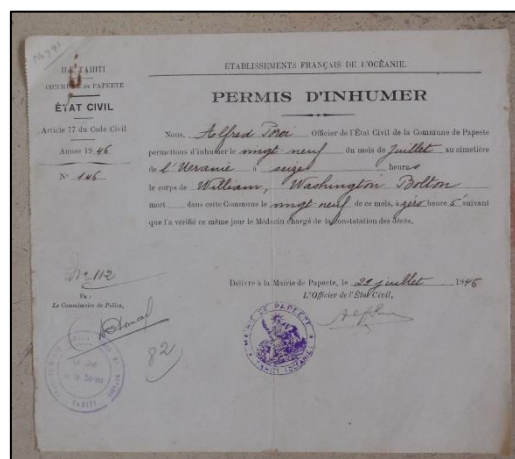 ILE TAHITI
COMMUNE DE PAPEETE
ÉTAT CIVIL
Article 77 du Code Civil
Année 1946
N° 146
ÉTABLISSEMENTS FRANÇAIS DE L'OCÉANIE.
PERMIS D'INHUMER
Nous, Alfred Poroi Officier de l'État Civil de la Commune de Papeete
permettons d'inhumer le vingt neuf du mois de Juillet au cimetière
de l'Uranie à seize heures
le corps de William, Washington Bolton
mort dans cette Commune le vingt neuf de ce mois, à zéro heure 5' suivant
que l'a vérifié ce même jour le Médecin chargé de la constatation des décès.
Délivré à la Mairie de Papeete, le 29 juillet 1946
L'Officier de l'État Civil,
N° 112
Vu :
Le Commissaire de Police,
82
MAIRIE DE PAPEETE
TAHITI